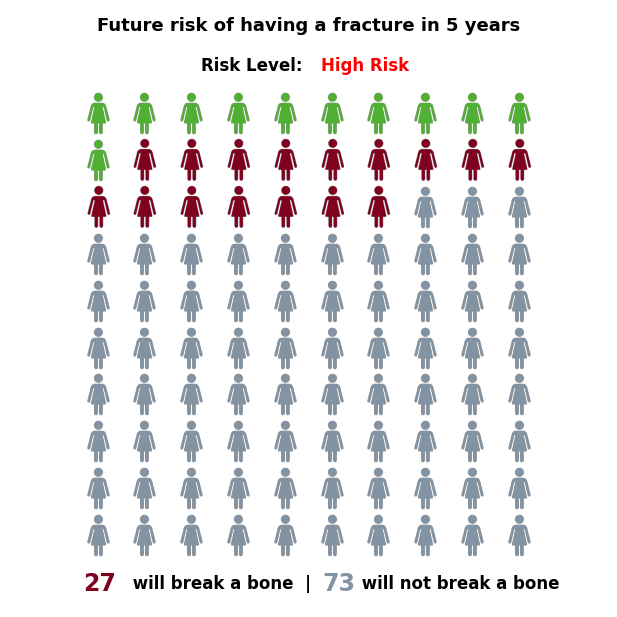 Future risk of having a fracture in 5 years
Risk Level: High Risk
27 will break a bone | 73 will not break a bone